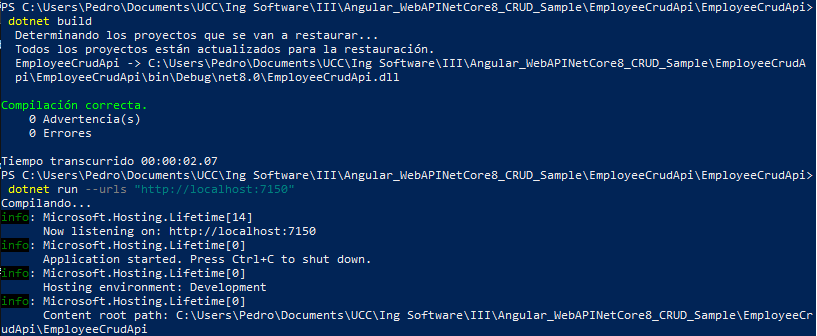 PS C:\Users\Pedro\Documents\UCC\Ing Software\III\Angular_WebAPINetCore8_CRUD_Sample\EmployeeCrudApi\EmployeeCrudApi>
dotnet build
Determinando los proyectos que se van a restaurar...
Todos los proyectos están actualizados para la restauración.
EmployeeCrudApi -> C:\Users\Pedro\Documents\UCC\Ing Software\III\Angular_WebAPINetCore8_CRUD_Sample\EmployeeCrudA
pi\EmployeeCrudApi\bin\Debug\net8.0\EmployeeCrudApi.dll
Compilación correcta.
0 Advertencia(s)
0 Errores
Tiempo transcurrido 00:00:02.07
PS C:\Users\Pedro\Documents\UCC\Ing Software\III\Angular_WebAPINetCore8_CRUD_Sample\EmployeeCrudApi\EmployeeCrudApi>
dotnet run --urls "http://localhost:7150"
Compilando...
info: Microsoft.Hosting.Lifetime[14]
Now listening on: http://localhost:7150
info: Microsoft.Hosting.Lifetime[0]
Application started. Press Ctrl+C to shut down.
info: Microsoft.Hosting.Lifetime[0]
Hosting environment: Development
info: Microsoft.Hosting.Lifetime[0]
Content root path: C:\Users\Pedro\Documents\UCC\Ing Software\III\Angular_WebAPINetCore8_CRUD_Sample\EmployeeCr
udApi\EmployeeCrudApi